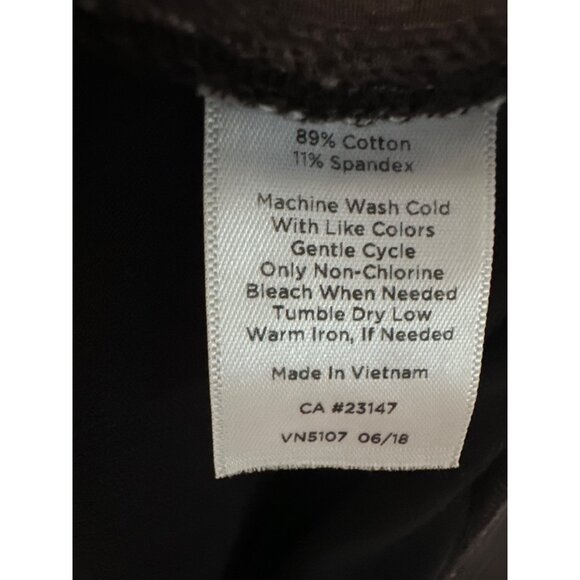 89% Cotton
11% Spandex
Machine Wash Cold
With Like Colors
Gentle Cycle
Only Non-Chlorine
Bleach When Needed
Tumble Dry Low
Warm Iron, If Needed
Made In Vietnam
CA #23147
VN5107 06/18